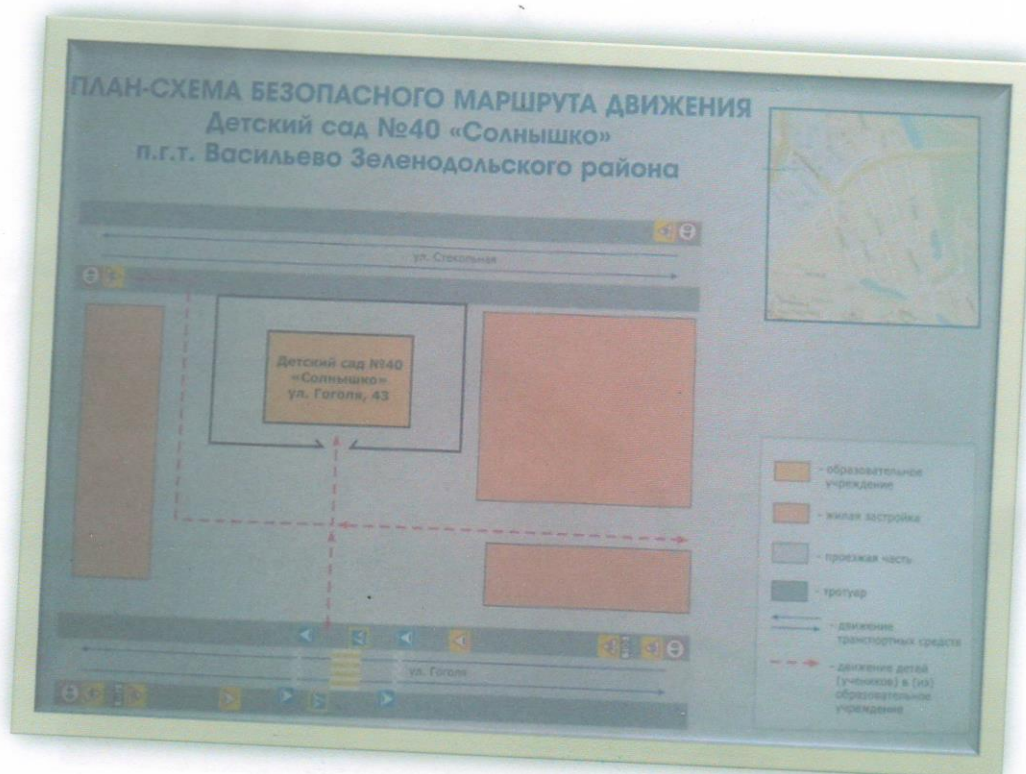 ПЛАН-СХЕМА БЕЗОПАСНОГО МАРШРУТА ДВИЖЕНИЯ
Детский сад №40 «Солнышко»
п.г.т. Васильево Зеленодольского района
ул. Стекольная
Детский сад №40
«Солнышко»
ул. Гоголя, 43
ул. Гоголя
- образовательное
учреждение
- жилая застройка
- проезжая часть
- тротуар
- движение
транспортных средств
- движение детей
(учеников) в (из)
образовательное
учреждение